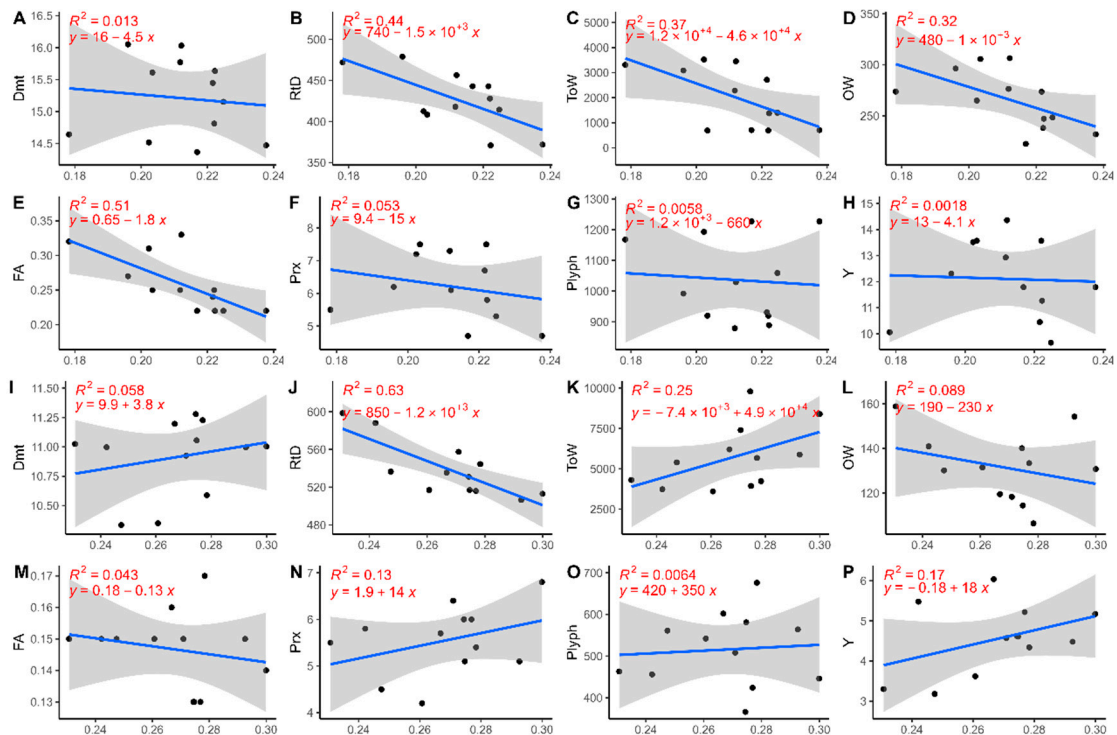 A
R² = 0.013
y = 16 − 4.5 x
Dmt
16.5
16.0
15.5
15.0
14.5
0.18 0.20 0.22 0.24
B
R² = 0.44
y = 740 − 1.5 × 10⁺³ x
RtD
500
450
400
350
0.18 0.20 0.22 0.24
C
R² = 0.37
y = 1.2 × 10⁺⁴ − 4.6 × 10⁺⁴ x
ToW
5000
4000
3000
2000
1000
0
0.18 0.20 0.22 0.24
D
R² = 0.32
y = 480 − 1 × 10⁻³ x
OW
350
300
250
0.18 0.20 0.22 0.24
E
R² = 0.51
y = 0.65 − 1.8 x
FA
0.35
0.30
0.25
0.20
0.18 0.20 0.22 0.24
F
R² = 0.053
y = 9.4 − 15 x
Prx
9
8
7
6
5
0.18 0.20 0.22 0.24
G
R² = 0.0058
y = 1.2 × 10⁺³ − 660 x
Plyph
1300
1200
1100
1000
900
0.18 0.20 0.22 0.24
H
R² = 0.0018
y = 13 − 4.1 x
Y
15
14
13
12
11
10
0.18 0.20 0.22 0.24
I
R² = 0.058
y = 9.9 + 3.8 x
Dmt
11.50
11.25
11.00
10.75
10.50
0.24 0.26 0.28 0.30
J
R² = 0.63
y = 850 − 1.2 × 10⁺³ x
RtD
600
560
520
480
0.24 0.26 0.28 0.30
K
R² = 0.25
y = − 7.4 × 10⁺³ + 4.9 × 10⁺⁴ x
ToW
10000
7500
5000
2500
0.24 0.26 0.28 0.30
L
R² = 0.089
y = 190 − 230 x
OW
160
140
120
0.24 0.26 0.28 0.30
M
R² = 0.043
y = 0.18 − 0.13 x
FA
0.17
0.16
0.15
0.14
0.13
0.24 0.26 0.28 0.30
N
R² = 0.13
y = 1.9 + 14 x
Prx
7
6
5
4
0.24 0.26 0.28 0.30
O
R² = 0.0064
y = 420 + 350 x
Plyph
700
600
500
400
0.24 0.26 0.28 0.30
P
R² = 0.17
y = − 0.18 + 18 x
Y
6
5
4
3
2
0.24 0.26 0.28 0.30